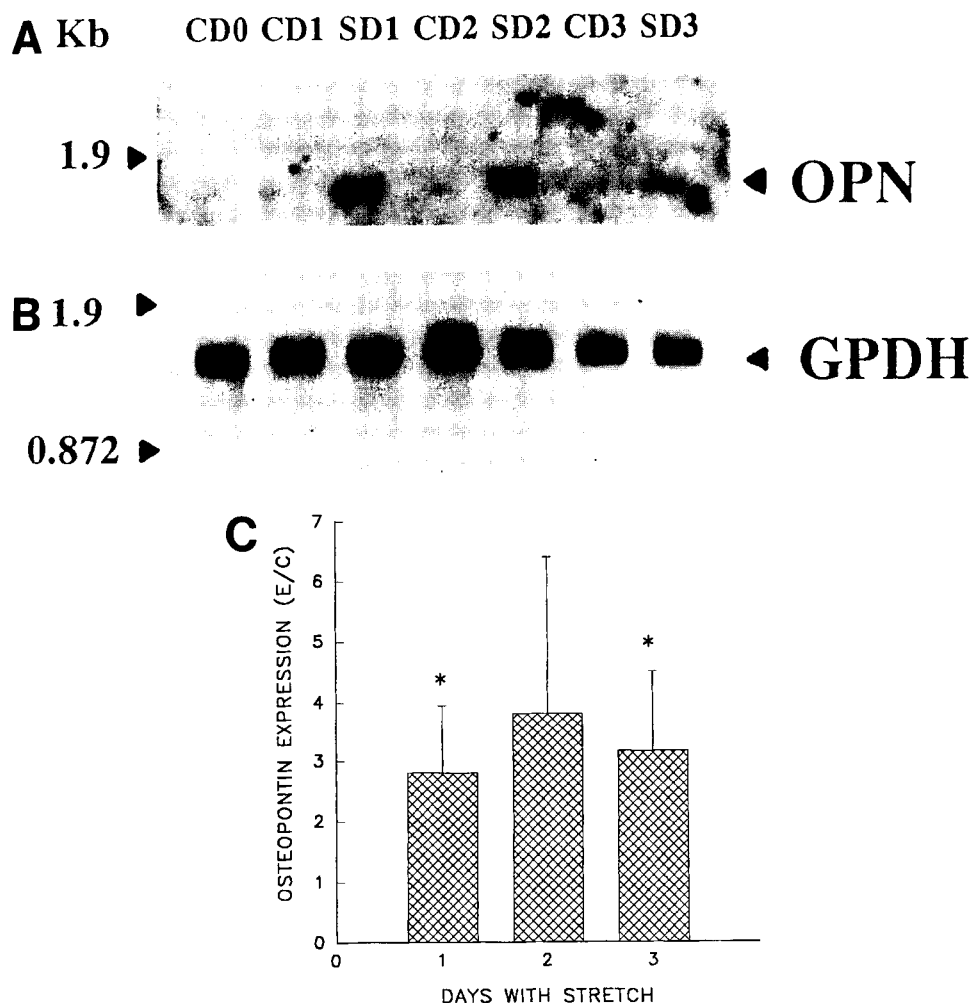 A Kb CD0 CD1 SD1 CD2 SD2 CD3 SD3
1.9
OPN
B 1.9
GPDH
0.872
C
OSTEOPONTIN EXPRESSION (E/C)
7
6
5
4
3
2
1
0
* *
0 1 2 3
DAYS WITH STRETCH